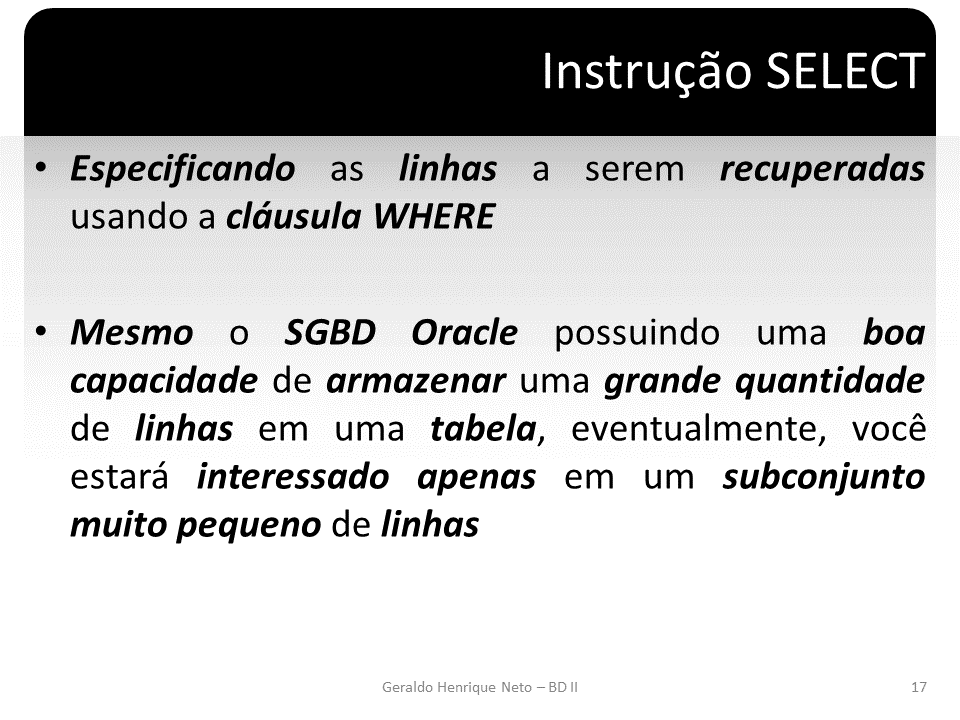 Instrução SELECT
• Especificando as linhas a serem recuperadas
usando a cláusula WHERE
• Mesmo o SGBD Oracle possuindo uma boa
capacidade de armazenar uma grande quantidade
de linhas em uma tabela, eventualmente, você
estará interessado apenas em um subconjunto
muito pequeno de linhas
Geraldo Henrique Neto – BD II
17